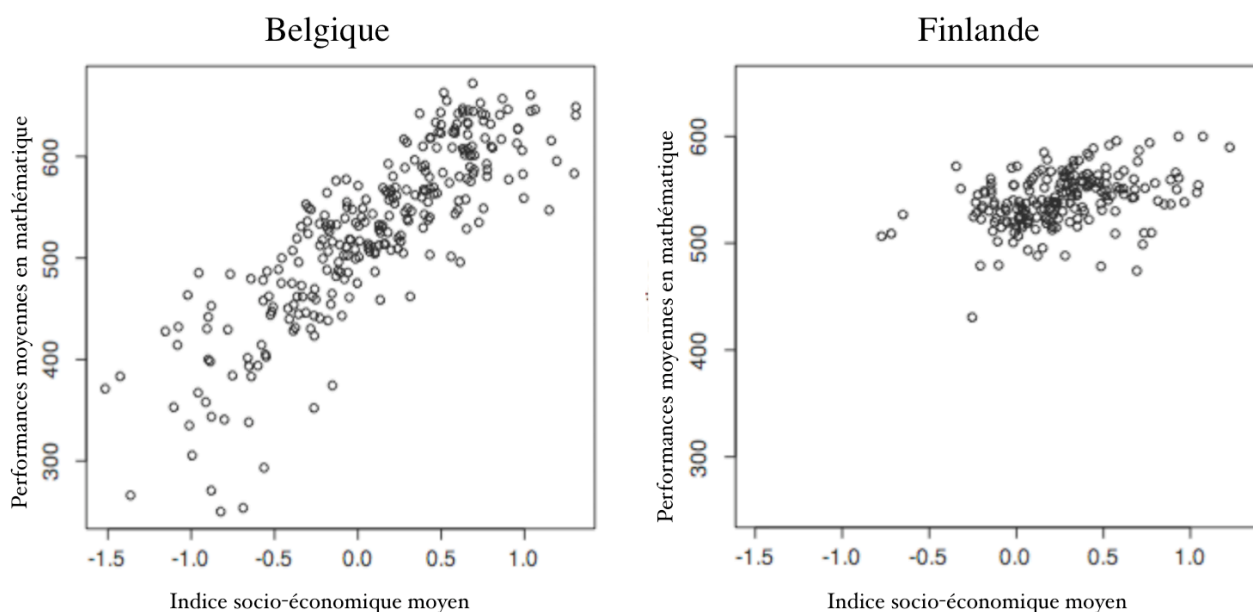 Belgique
Performances moyennes en mathématique
600
500
400
300
-1.5 -1.0 -0.5 0.0 0.5 1.0
Indice socio-économique moyen
Finlande
Performances moyennes en mathématique
600
500
400
300
-1.5 -1.0 -0.5 0.0 0.5 1.0
Indice socio-économique moyen